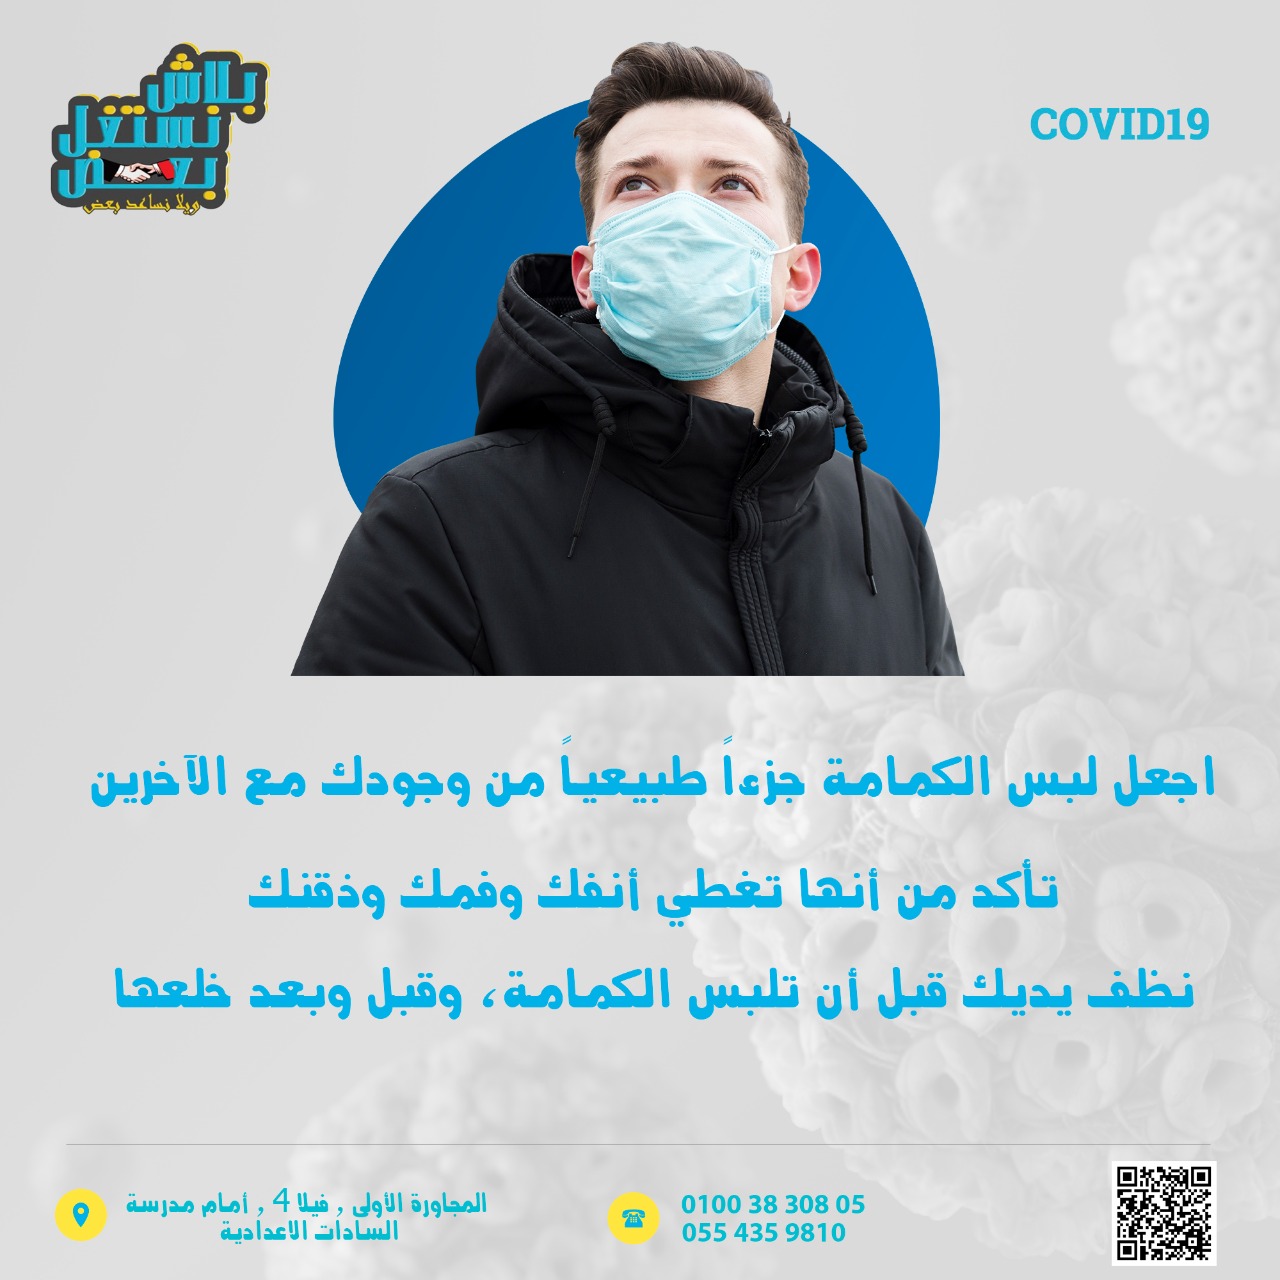 بلاش
نستغل
بعض
ويلا نساعد بعض
COVID19
اجعل لبس الكمامة جزءاً طبيعياً من وجودك مع الآخرين
تأكد من أنها تغطي أنفك وفمك وذقنك
نظف يديك قبل أن تلبس الكمامة، وقبل وبعد خلعها
المجاورة الأولى , فيلا 4 , أمام مدرسة
السادات الاعدادية
0100 38 308 05
055 435 9810